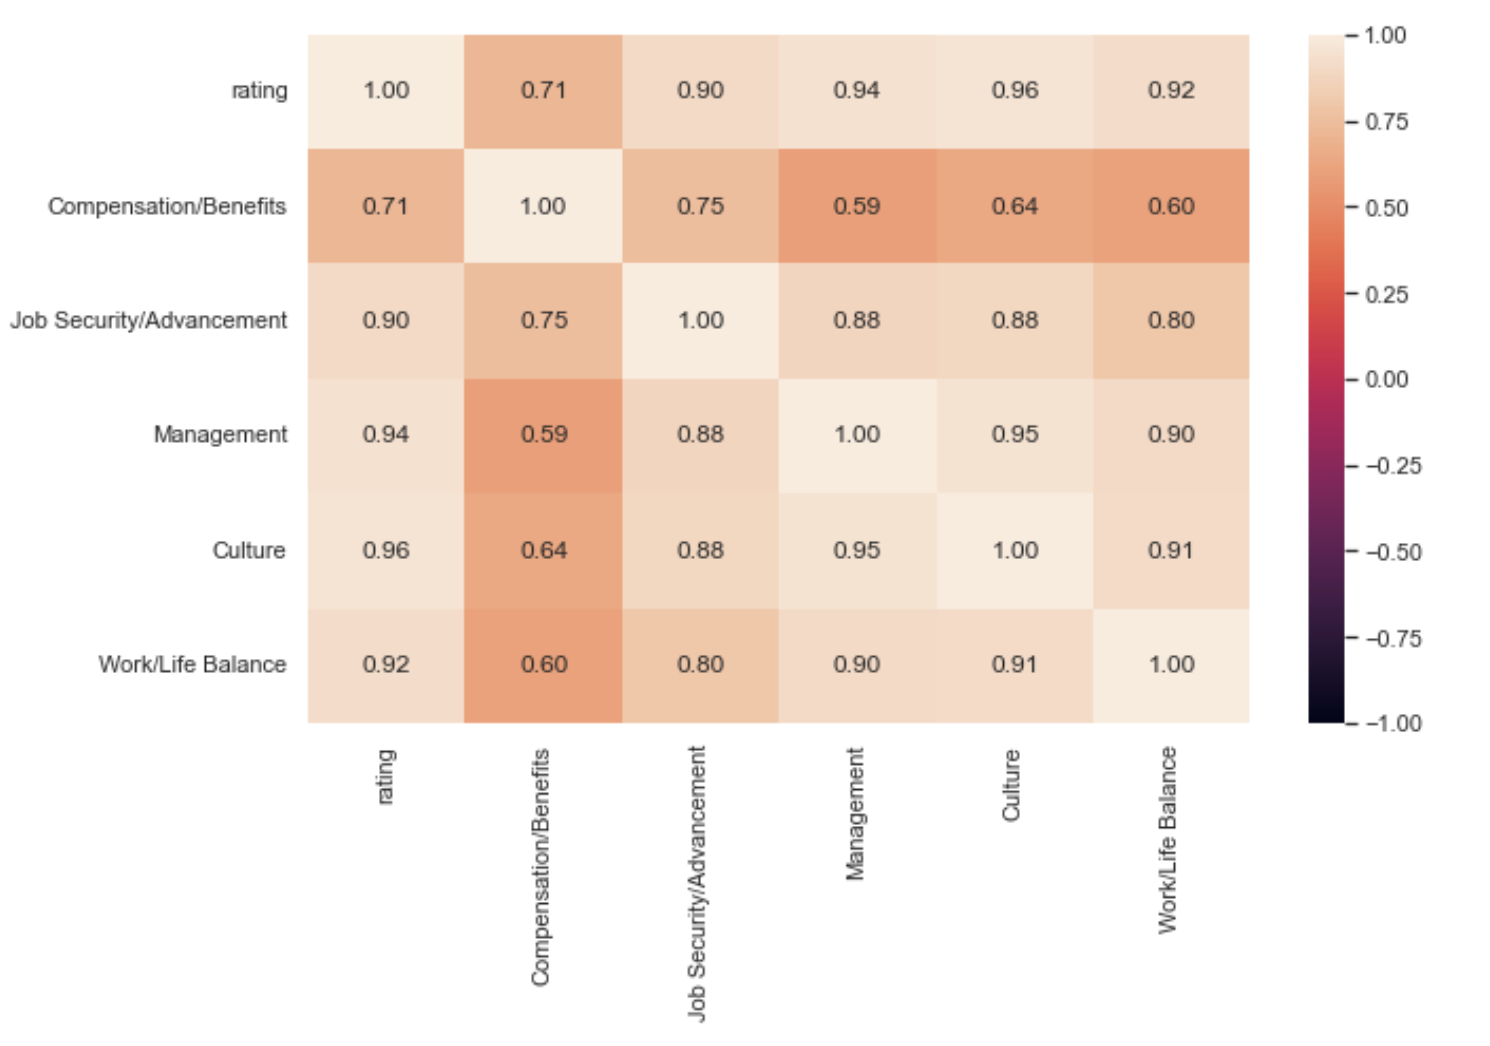 rating 1.00 0.71 0.90 0.94 0.96 0.92
Compensation/Benefits 0.71 1.00 0.75 0.59 0.64 0.60
Job Security/Advancement 0.90 0.75 1.00 0.88 0.88 0.80
Management 0.94 0.59 0.88 1.00 0.95 0.90
Culture 0.96 0.64 0.88 0.95 1.00 0.91
Work/Life Balance 0.92 0.60 0.80 0.90 0.91 1.00
rating
Compensation/Benefits
Job Security/Advancement
Management
Culture
Work/Life Balance
1.00
0.75
0.50
0.25
0.00
−0.25
−0.50
−0.75
−1.00